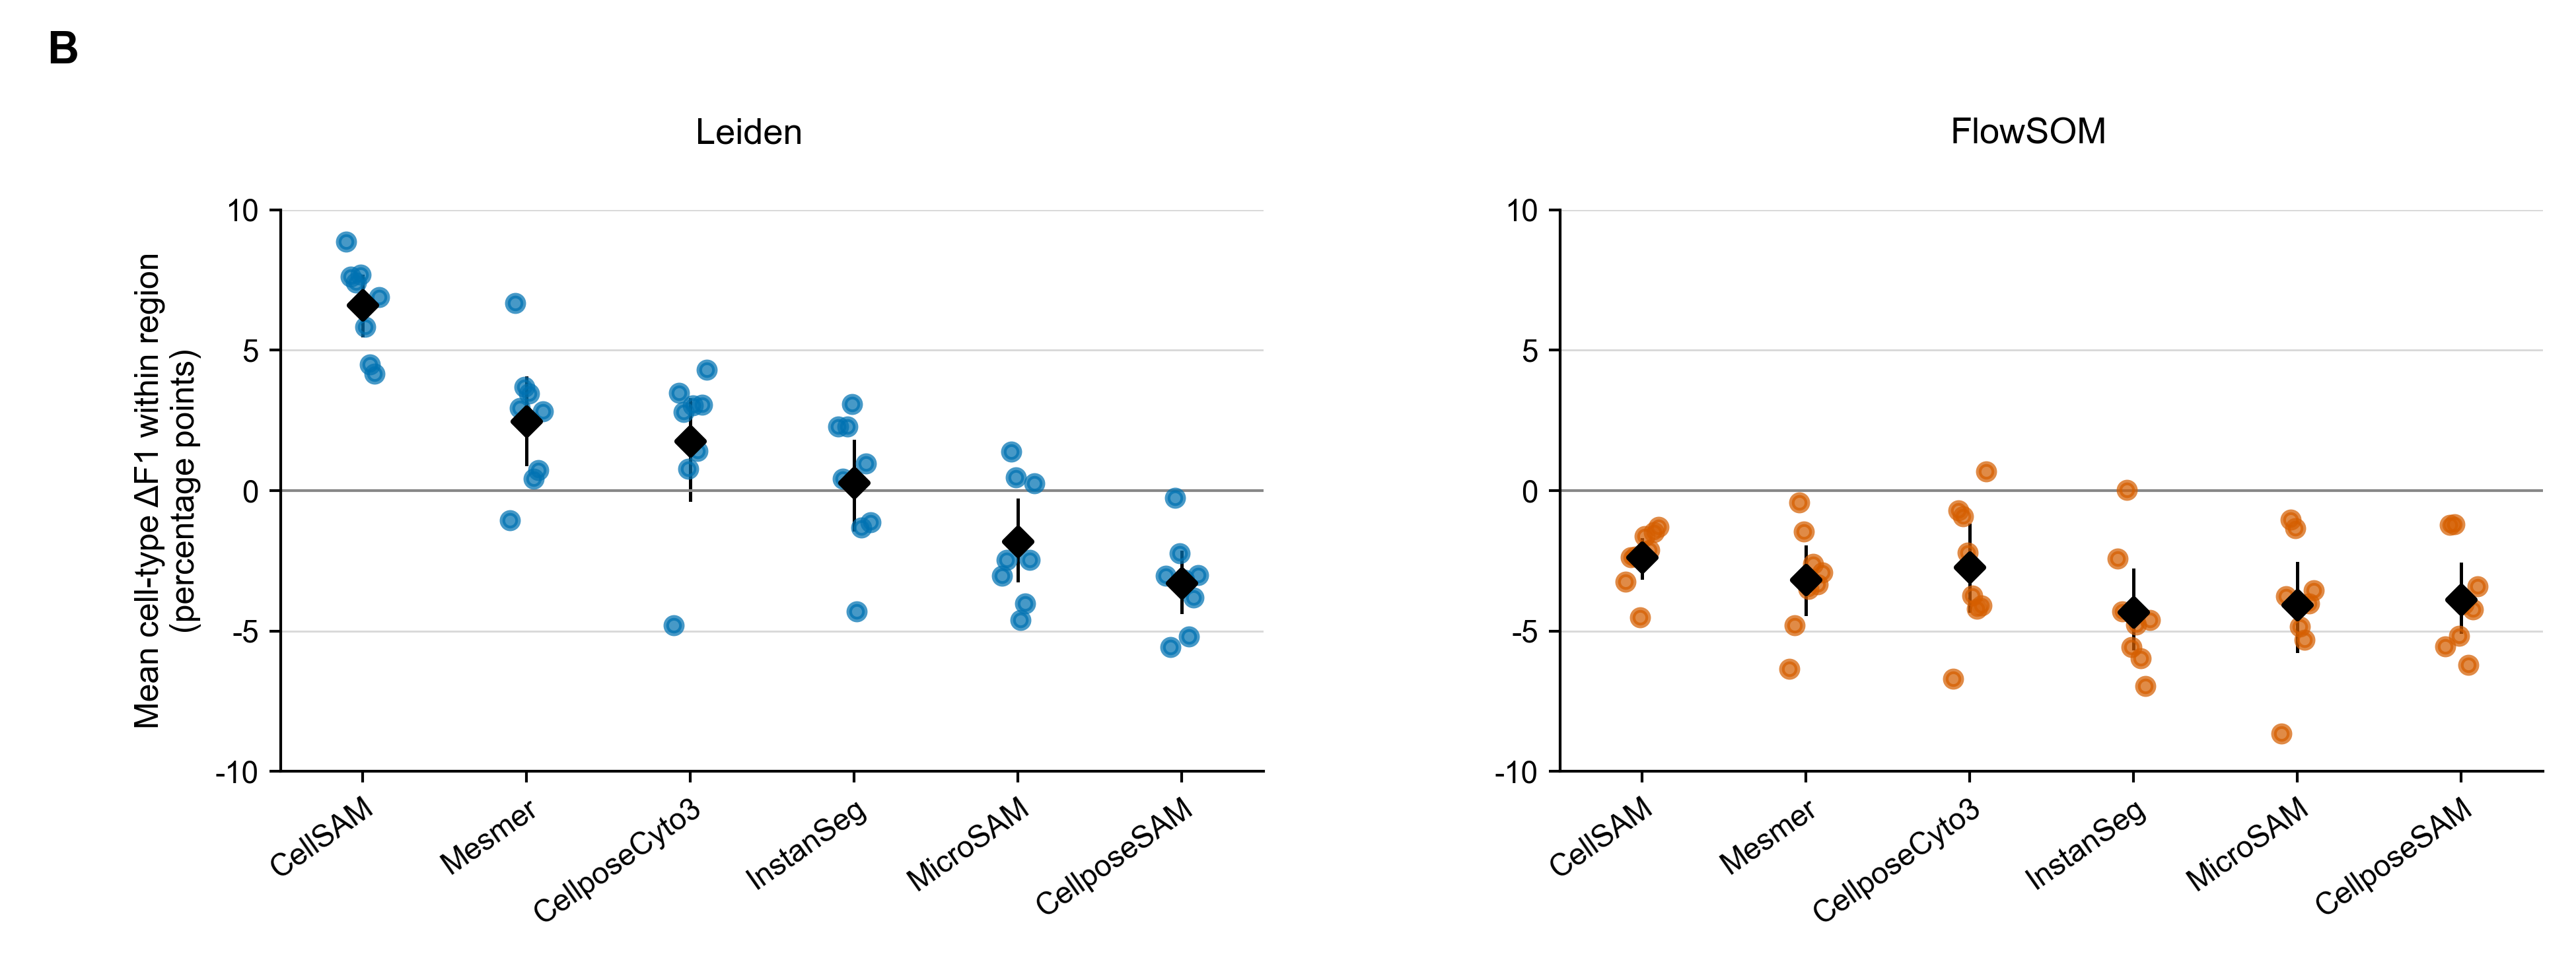 B
Leiden
FlowSOM
Mean cell-type ΔF1 within region
(percentage points)
10
5
0
-5
-10
CellSAM
Mesmer
CellposeCyto3
InstanSeg
MicroSAM
CellposeSAM
10
5
0
-5
-10
CellSAM
Mesmer
CellposeCyto3
InstanSeg
MicroSAM
CellposeSAM